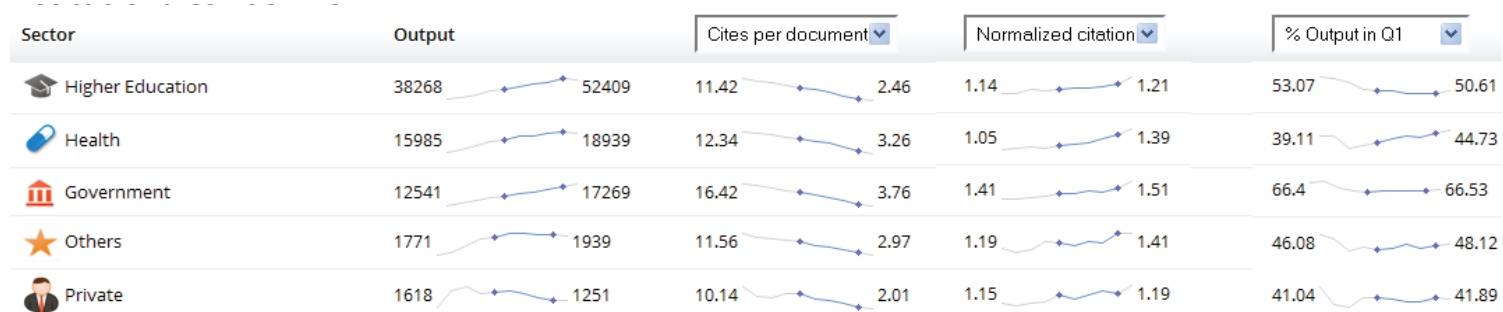 Sector Output Cites per document Normalized citation % Output in Q1
Higher Education 38268 52409 11.42 2.46 1.14 1.21 53.07 50.61
Health 15985 18939 12.34 3.26 1.05 1.39 39.11 44.73
Government 12541 17269 16.42 3.76 1.41 1.51 66.4 66.53
Others 1771 1939 11.56 2.97 1.19 1.41 46.08 48.12
Private 1618 1251 10.14 2.01 1.15 1.19 41.04 41.89